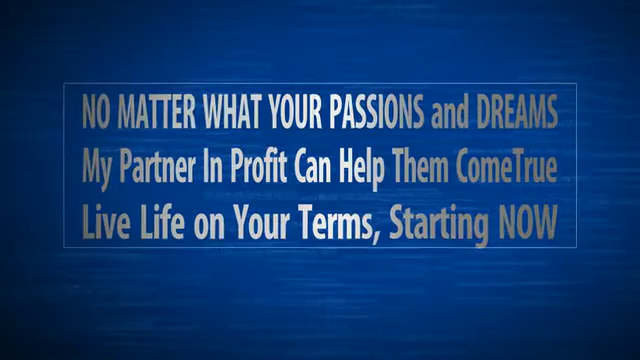 NO MATTER WHAT YOUR PASSIONS and DREAMS
My Partner In Profit Can Help Them ComeTrue
Live Life on Your Terms, Starting NOW